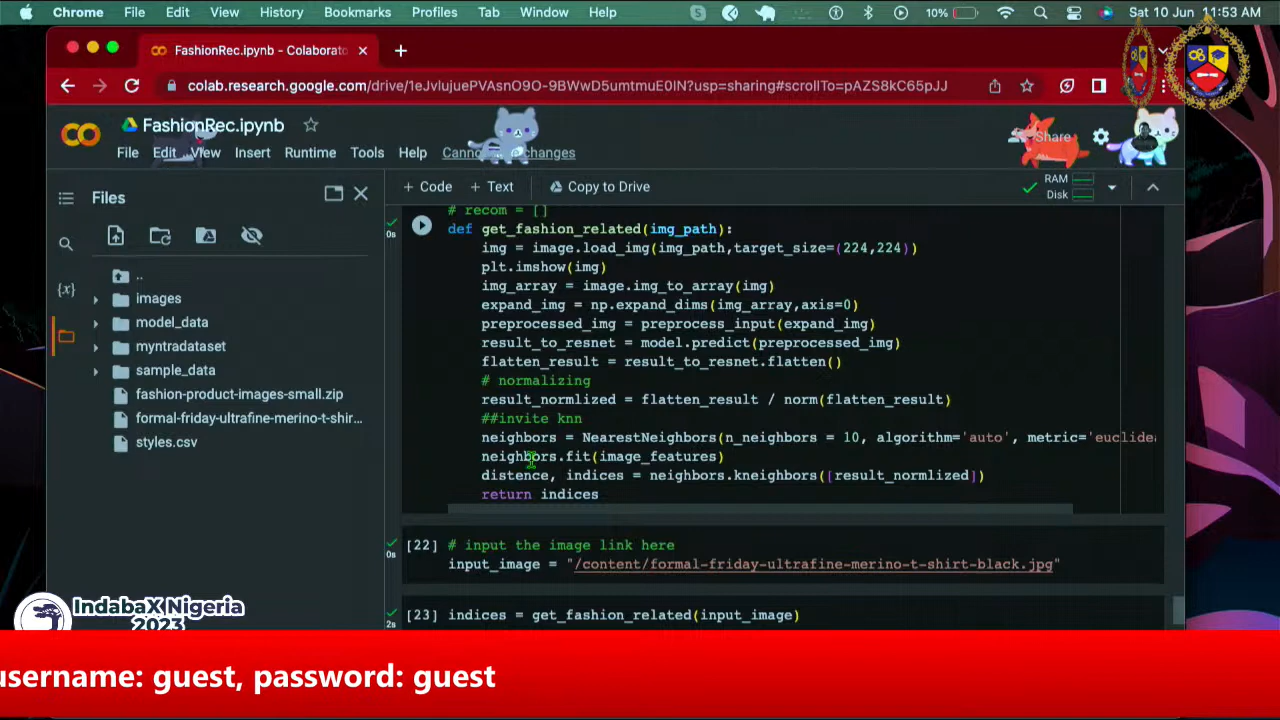 Chrome File Edit View History Bookmarks Profiles Tab Window Help 10% Sat 10 Jun 11:53 AM
FashionRec.ipynb - Colaborato
colab.research.google.com/drive/1eJvlujuePVAsnO9O-9BWwD5umtmuE0IN?usp=sharing#scrollTo=pAZS8kC65pJJ
FashionRec.ipynb
Share
File Edit View Insert Runtime Tools Help Cannot changes
Files
+ Code + Text Copy to Drive
RAM
Disk
..
images
model_data
myntradataset
sample_data
fashion-product-images-small.zip
formal-friday-ultrafine-merino-t-shir...
styles.csv
{x}
0s
# recom = []
def get_fashion_related(img_path):
img = image.load_img(img_path,target_size=(224,224))
plt.imshow(img)
img_array = image.img_to_array(img)
expand_img = np.expand_dims(img_array,axis=0)
preprocessed_img = preprocess_input(expand_img)
result_to_resnet = model.predict(preprocessed_img)
flatten_result = result_to_resnet.flatten()
# normalizing
result_normlized = flatten_result / norm(flatten_result)
##invite knn
neighbors = NearestNeighbors(n_neighbors = 10, algorithm='auto', metric='euclidea
neighbors.fit(image_features)
distence, indices = neighbors.kneighbors([result_normlized])
return indices
0s
[22] # input the image link here
input_image = "/content/formal-friday-ultrafine-merino-t-shirt-black.jpg"
2s
[23] indices = get_fashion_related(input_image)
IndabaX Nigeria
2023
username: guest, password: guest